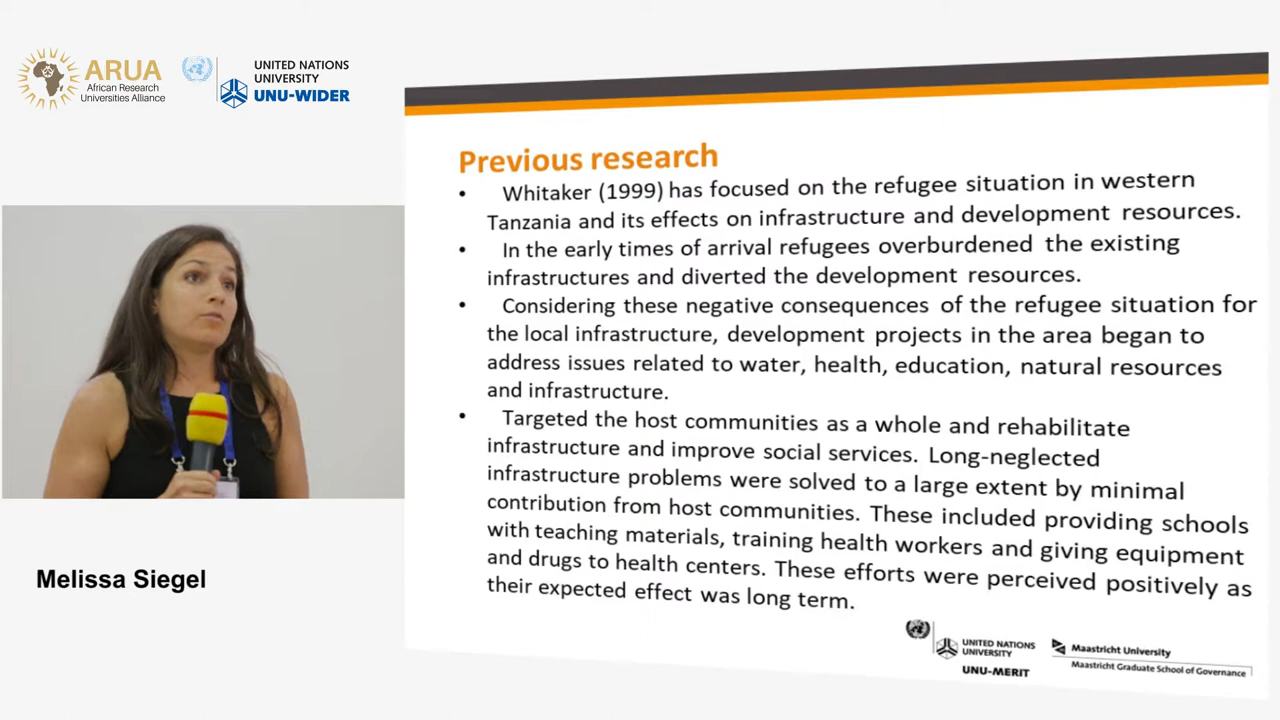 ARUA
African Research
Universities Alliance
UNITED NATIONS
UNIVERSITY
UNU-WIDER
Previous research
• Whitaker (1999) has focused on the refugee situation in western
Tanzania and its effects on infrastructure and development resources.
• In the early times of arrival refugees overburdened the existing
infrastructures and diverted the development resources.
• Considering these negative consequences of the refugee situation for
the local infrastructure, development projects in the area began to
address issues related to water, health, education, natural resources
and infrastructure.
• Targeted the host communities as a whole and rehabilitate
infrastructure and improve social services. Long-neglected
infrastructure problems were solved to a large extent by minimal
contribution from host communities. These included providing schools
with teaching materials, training health workers and giving equipment
and drugs to health centers. These efforts were perceived positively as
their expected effect was long term.
Melissa Siegel
UNITED NATIONS
UNIVERSITY
UNU-MERIT
Maastricht University
Maastricht Graduate School of Governance